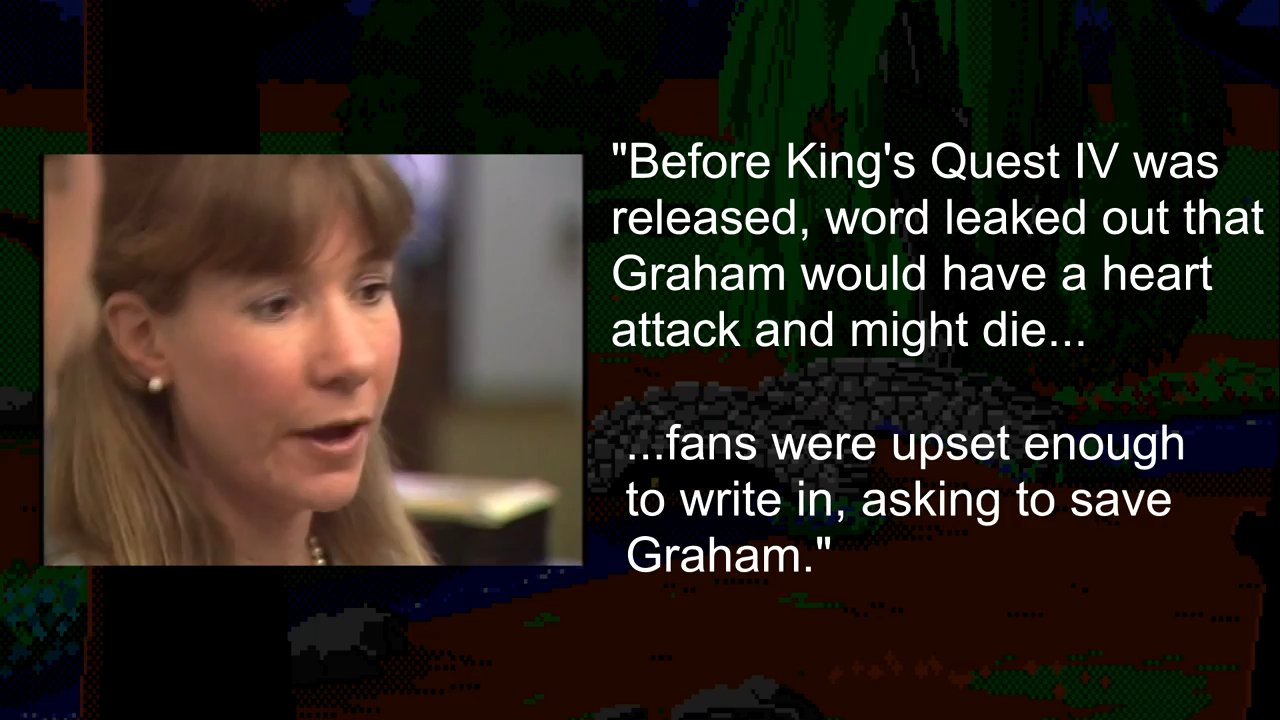 "Before King's Quest IV was
released, word leaked out that
Graham would have a heart
attack and might die...
...fans were upset enough
to write in, asking to save
Graham."